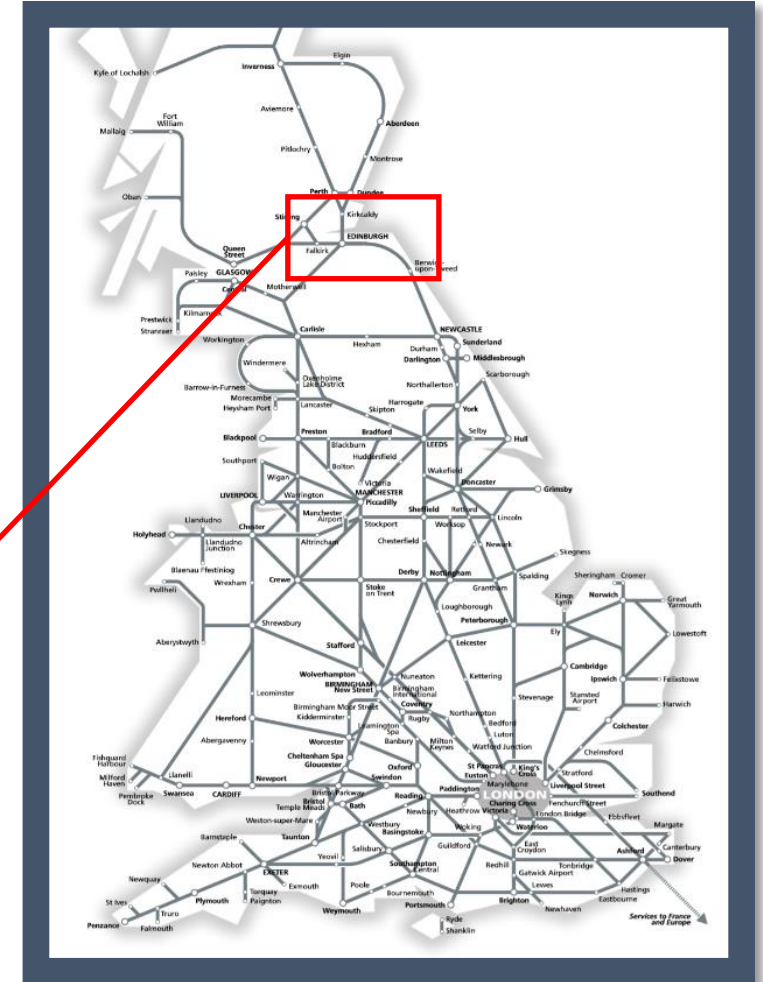 Elgin
Inverness
Kyle of Lochalsh
Aviemore
Fort
William
Aberdeen
Mallaig
Pitlochry
Montrose
Perth
Dundee
Oban
Kirkcaldy
Stirling
EDINBURGH
Queen
Street
Falkirk
Berwick-
upon-Tweed
Paisley
GLASGOW
Central
Motherwell
Prestwick
Kilmarnock
Stranraer
Carlisle
NEWCASTLE
Workington
Hexham
Durham
Sunderland
Darlington
Middlesbrough
Windermere
Scarborough
Oxenholme
Lake District
Barrow-in-Furness
Northallerton
Morecambe
Heysham Port
Lancaster
Harrogate
Skipton
York
Blackpool
Preston
Bradford
Selby
Hull
Blackburn
LEEDS
Huddersfield
Southport
Bolton
Wakefield
Wigan
Victoria
Doncaster
LIVERPOOL
Warrington
MANCHESTER
Piccadilly
Grimsby
Manchester
Airport
Sheffield
Retford
Lincoln
Llandudno
Stockport
Worksop
Holyhead
Chester
Llandudno
Junction
Altrincham
Chesterfield
Newark
Skegness
Blaenau Ffestiniog
Wrexham
Crewe
Derby
Nottingham
Spalding
Sheringham
Cromer
Pwllheli
Stoke
on Trent
Grantham
Kings
Lynn
Norwich
Great
Yarmouth
Loughborough
Aberystwyth
Shrewsbury
Peterborough
Ely
Lowestoft
Stafford
Leicester
Wolverhampton
BIRMINGHAM
New Street
Nuneaton
Kettering
Cambridge
Birmingham
International
Ipswich
Felixstowe
Leominster
Coventry
Stevenage
Stansted
Airport
Harwich
Birmingham Moor Street
Kidderminster
Rugby
Northampton
Hereford
Leamington
Spa
Bedford
Colchester
Abergavenny
Worcester
Banbury
Milton
Keynes
Luton
Watford Junction
Chelmsford
Fishguard
Harbour
Cheltenham Spa
Gloucester
Oxford
St Pancras
Euston
King's
Cross
Stratford
Milford
Haven
Llanelli
Swindon
Marylebone
Liverpool Street
Pembroke
Dock
Swansea
CARDIFF
Newport
Bristol Parkway
Reading
Paddington
LONDON
Southend
Bristol
Temple Meads
Bath
Newbury
Heathrow
Victoria
Charing Cross
Fenchurch Street
London Bridge
Ebbsfleet
Weston-super-Mare
Westbury
Basingstoke
Woking
Waterloo
Margate
Barnstaple
Taunton
Salisbury
Guildford
East
Croydon
Canterbury
Yeovil
Southampton
Central
Redhill
Tonbridge
Ashford
Dover
Newton Abbot
EXETER
Gatwick Airport
Newquay
Exmouth
Poole
Bournemouth
Lewes
Hastings
Eastbourne
St Ives
Plymouth
Torquay
Paignton
Weymouth
Portsmouth
Brighton
Newhaven
Truro
Penzance
Falmouth
Ryde
Shanklin
Services to France
and Europe